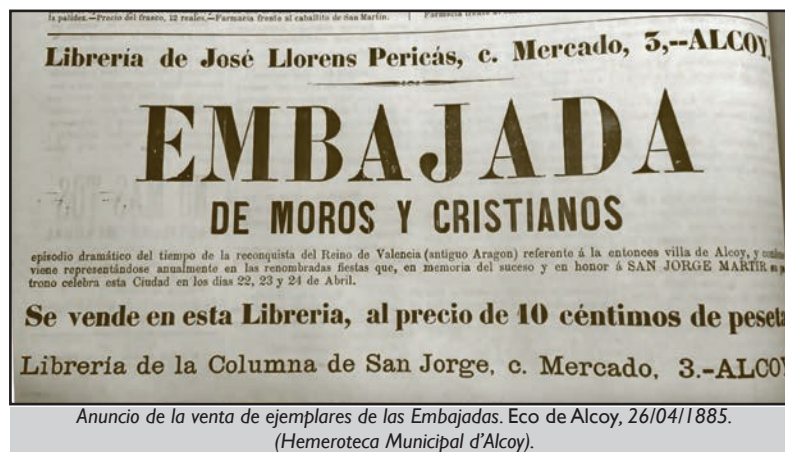 la palidez.—Precio del frasco, 12 reales.—Farmacia frente al caballito de San Martin.
Librería de José Llorens Pericás, c. Mercado, 3,--ALCOY.
EMBAJADA
DE MOROS Y CRISTIANOS
episodio dramático del tiempo de la reconquista del Reino de Valencia (antiguo Aragon) referente á la entonces villa de Alcoy, y
viene representándose anualmente en las renombradas fiestas que, en memoria del suceso y en honor á SAN JORGE MARTIR
trono celebra esta Ciudad en los dias 22, 23 y 24 de Abril.
Se vende en esta Libreria, al precio de 10 céntimos de peseta
Librería de la Columna de San Jorge, c. Mercado, 3.-ALCOY
Anuncio de la venta de ejemplares de las Embajadas. Eco de Alcoy, 26/04/1885.
(Hemeroteca Municipal d'Alcoy).